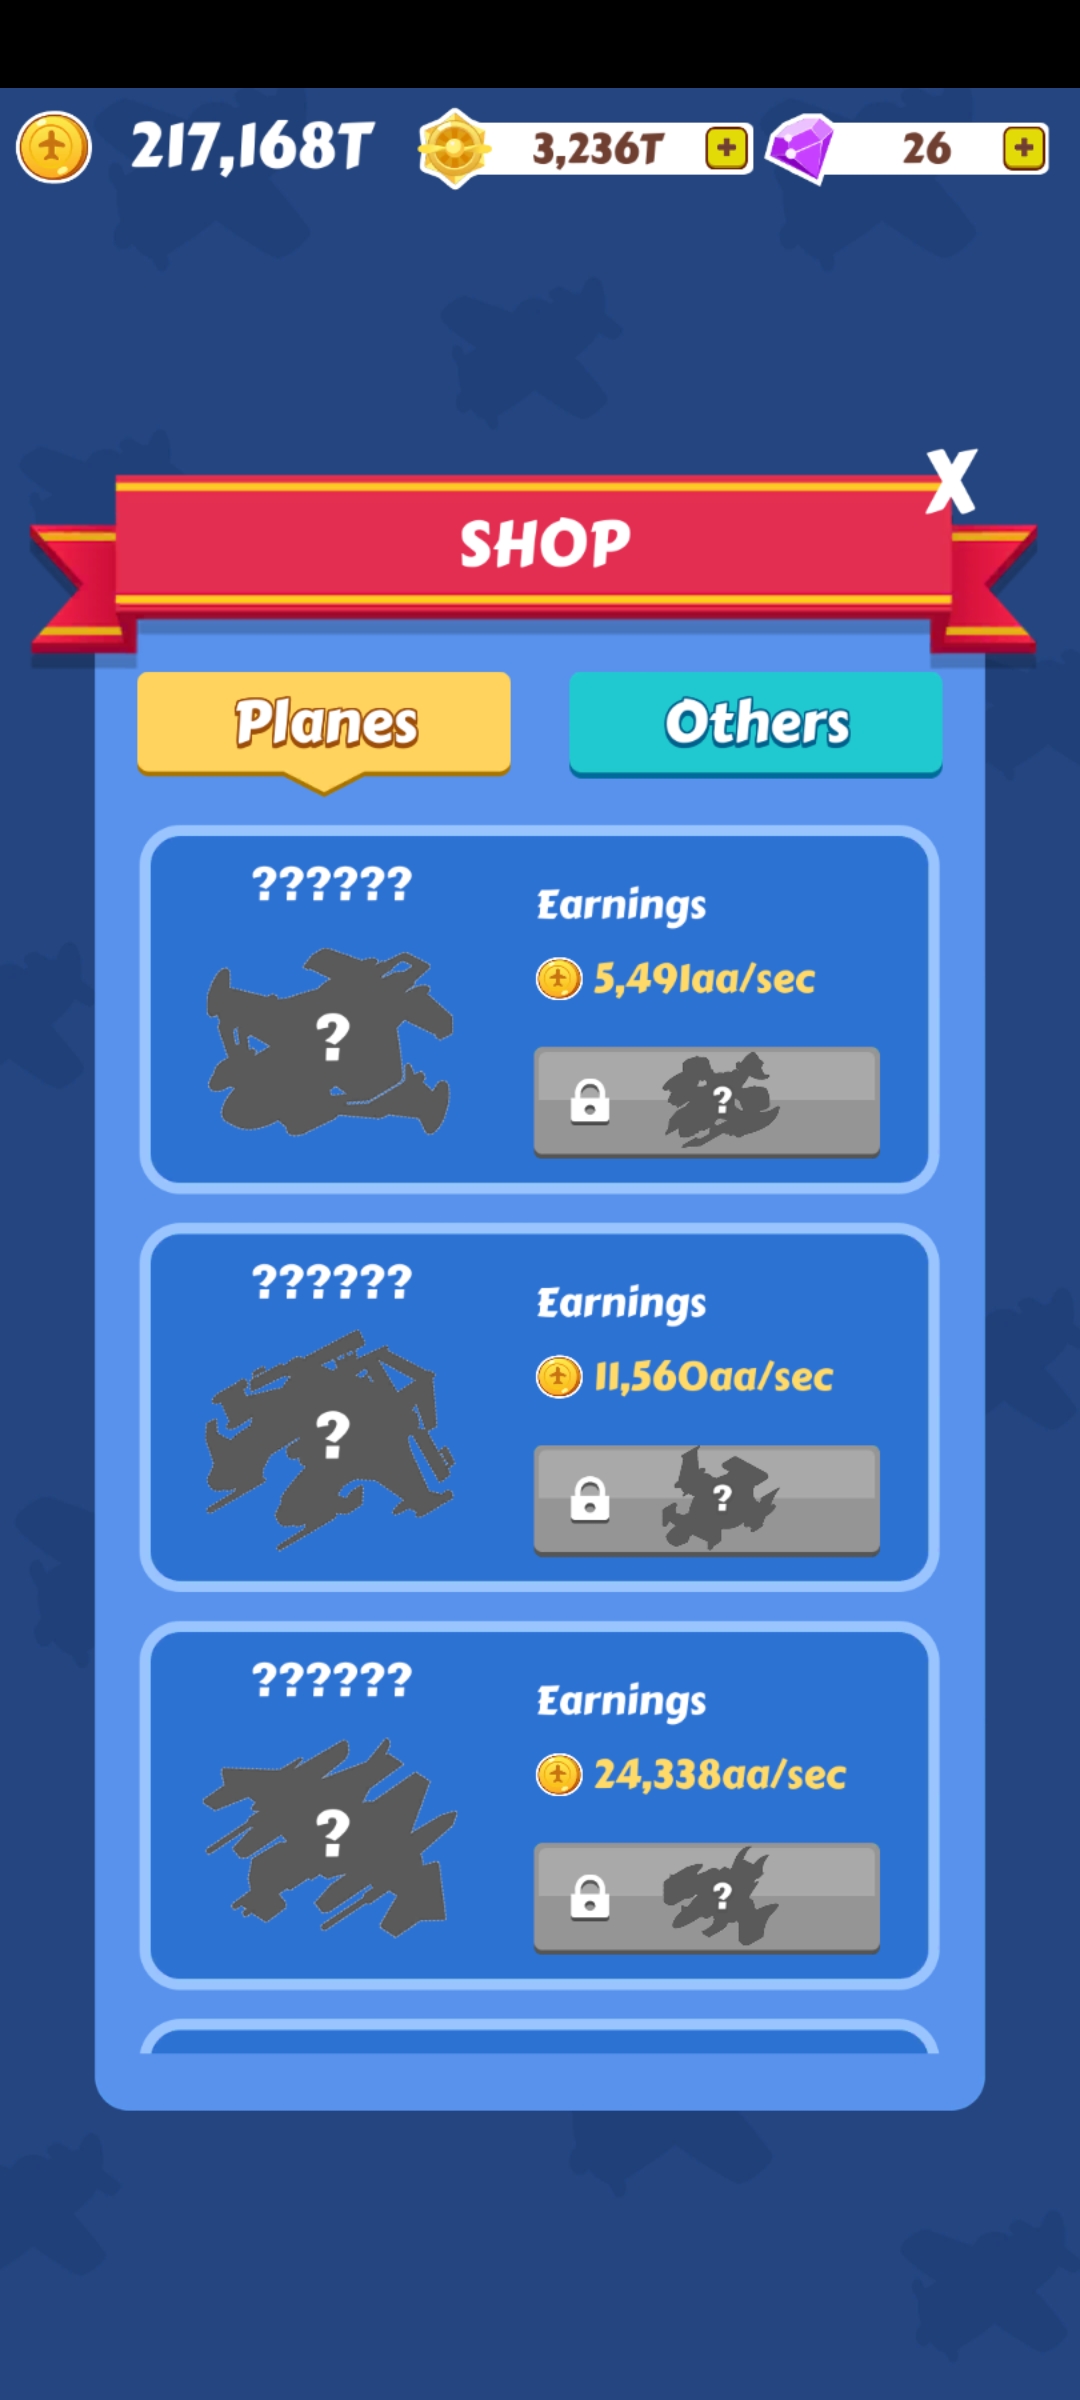 217,168T 3,236T + 26 +
X
SHOP
Planes Others
??????
Earnings
5,491aa/sec
?
?
??????
Earnings
11,560aa/sec
?
?
??????
Earnings
24,338aa/sec
?
?